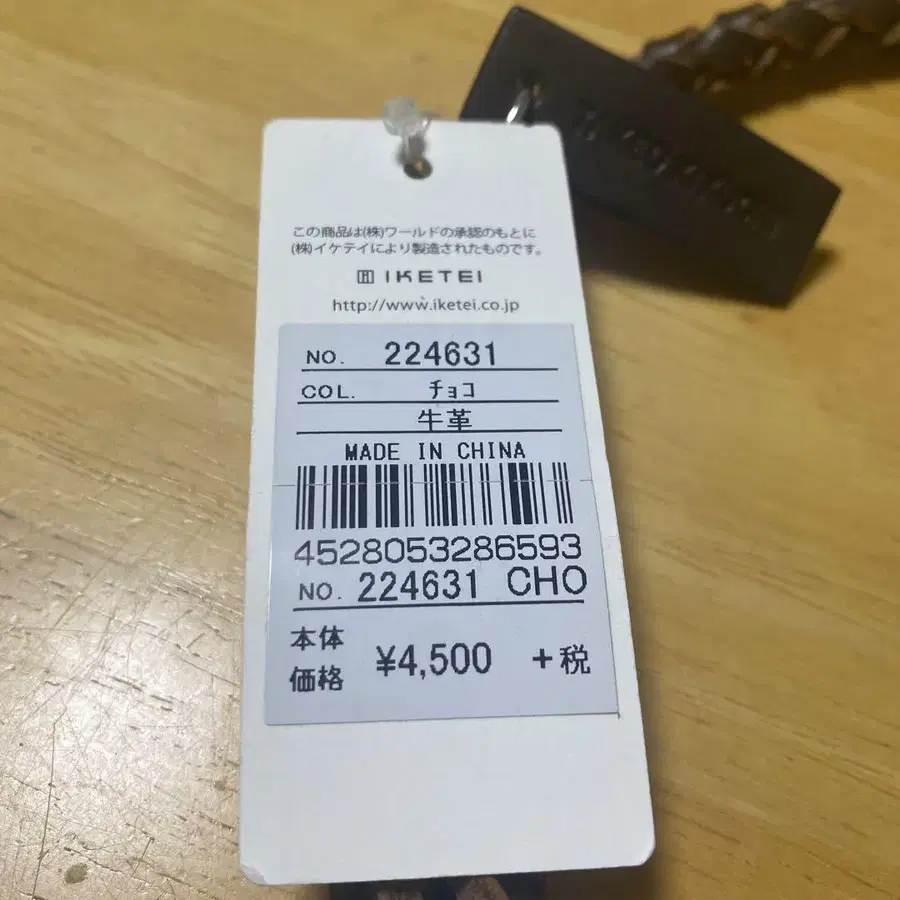 この商品は(株)ワールドの承認のもとに
(株)イケテイにより製造されたものです。
IKETEI
http://www.iketei.co.jp
NO. 224631
COL. チョコ
牛革
MADE IN CHINA
4528053286593
NO. 224631 CHO
本体価格 ¥4,500 +税